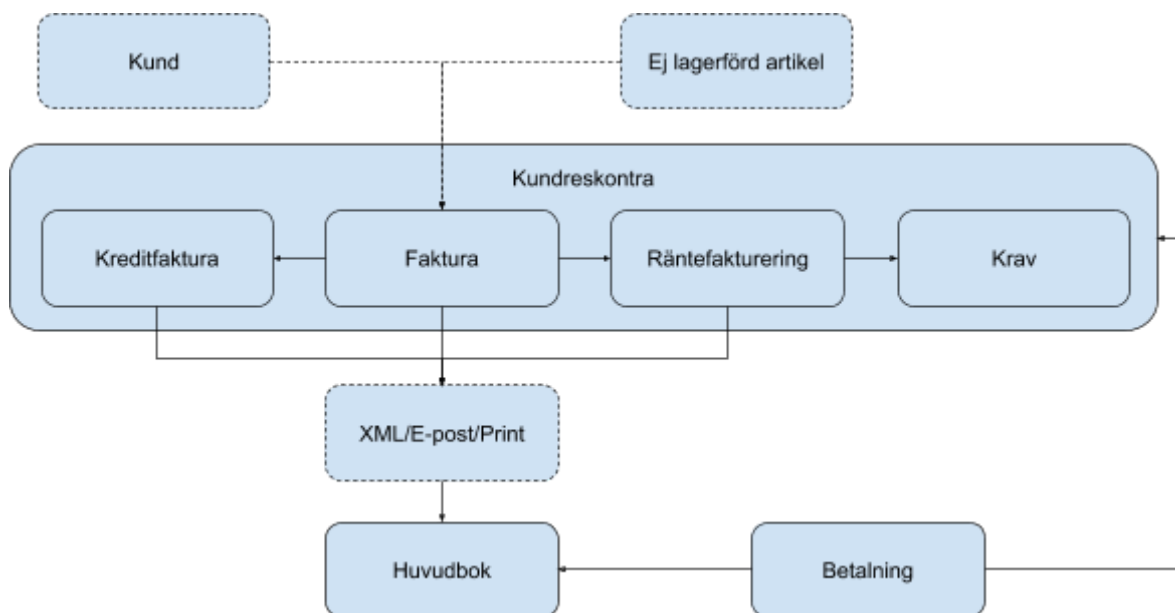 Kund
Ej lagerförd artikel
Kundreskontra
Kreditfaktura
Faktura
Räntefakturering
Krav
XML/E-post/Print
Huvudbok
Betalning